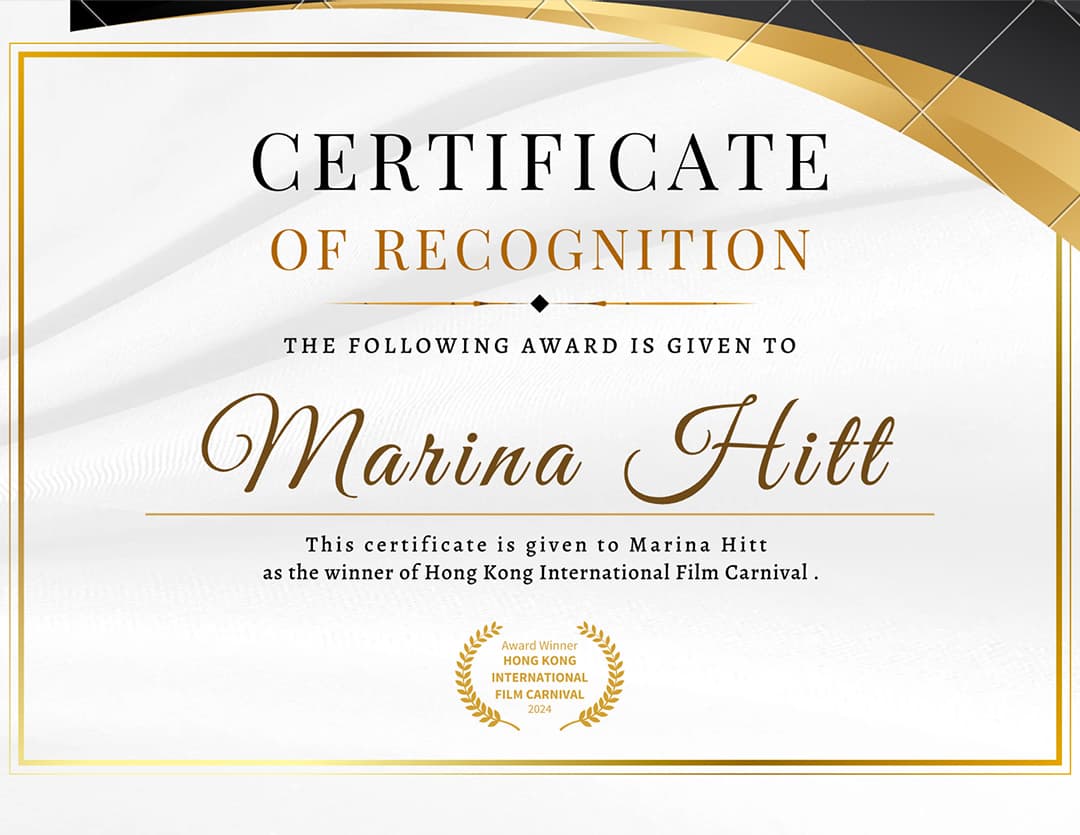 CERTIFICATE
OF RECOGNITION
THE FOLLOWING AWARD IS GIVEN TO
Marina Hitt
This certificate is given to Marina Hitt
as the winner of Hong Kong International Film Carnival .
Award Winner
HONG KONG
INTERNATIONAL
FILM CARNIVAL
2024